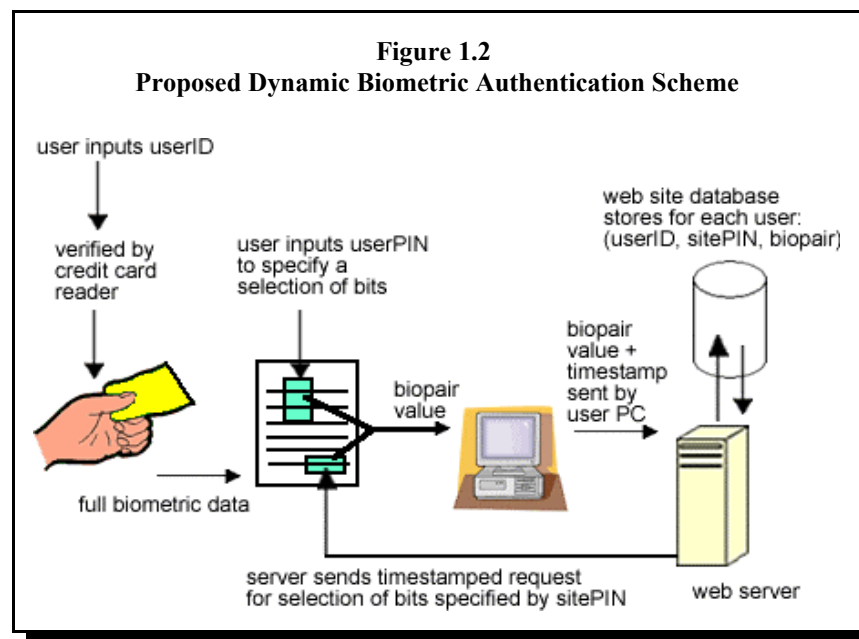 Figure 1.2
Proposed Dynamic Biometric Authentication Scheme
user inputs userID
verified by
credit card
reader
user inputs userPIN
to specify a
selection of bits
web site database
stores for each user:
(userID, sitePIN, biopair)
biopair
value
biopair
value +
timestamp
sent by
user PC
full biometric data
server sends timestamped request
for selection of bits specified by sitePIN
web server